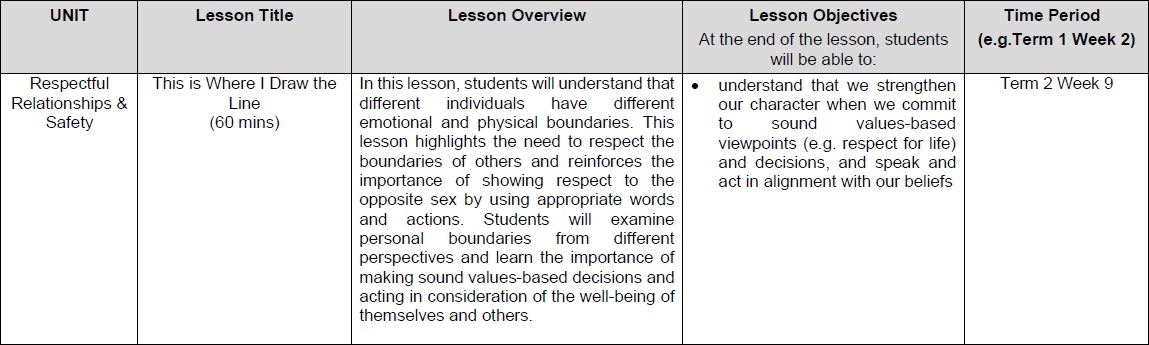 UNIT
Lesson Title
Lesson Overview
Lesson Objectives
At the end of the lesson, students
will be able to:
Time Period
(e.g.Term 1 Week 2)
Respectful
Relationships &
Safety
This is Where I Draw the
Line
(60 mins)
In this lesson, students will understand that
different individuals have different
emotional and physical boundaries. This
lesson highlights the need to respect the
boundaries of others and reinforces the
importance of showing respect to the
opposite sex by using appropriate words
and actions. Students will examine
personal boundaries from different
perspectives and learn the importance of
making sound values-based decisions and
acting in consideration of the well-being of
themselves and others.
• understand that we strengthen
our character when we commit
to sound values-based
viewpoints (e.g. respect for life)
and decisions, and speak and
act in alignment with our beliefs
Term 2 Week 9